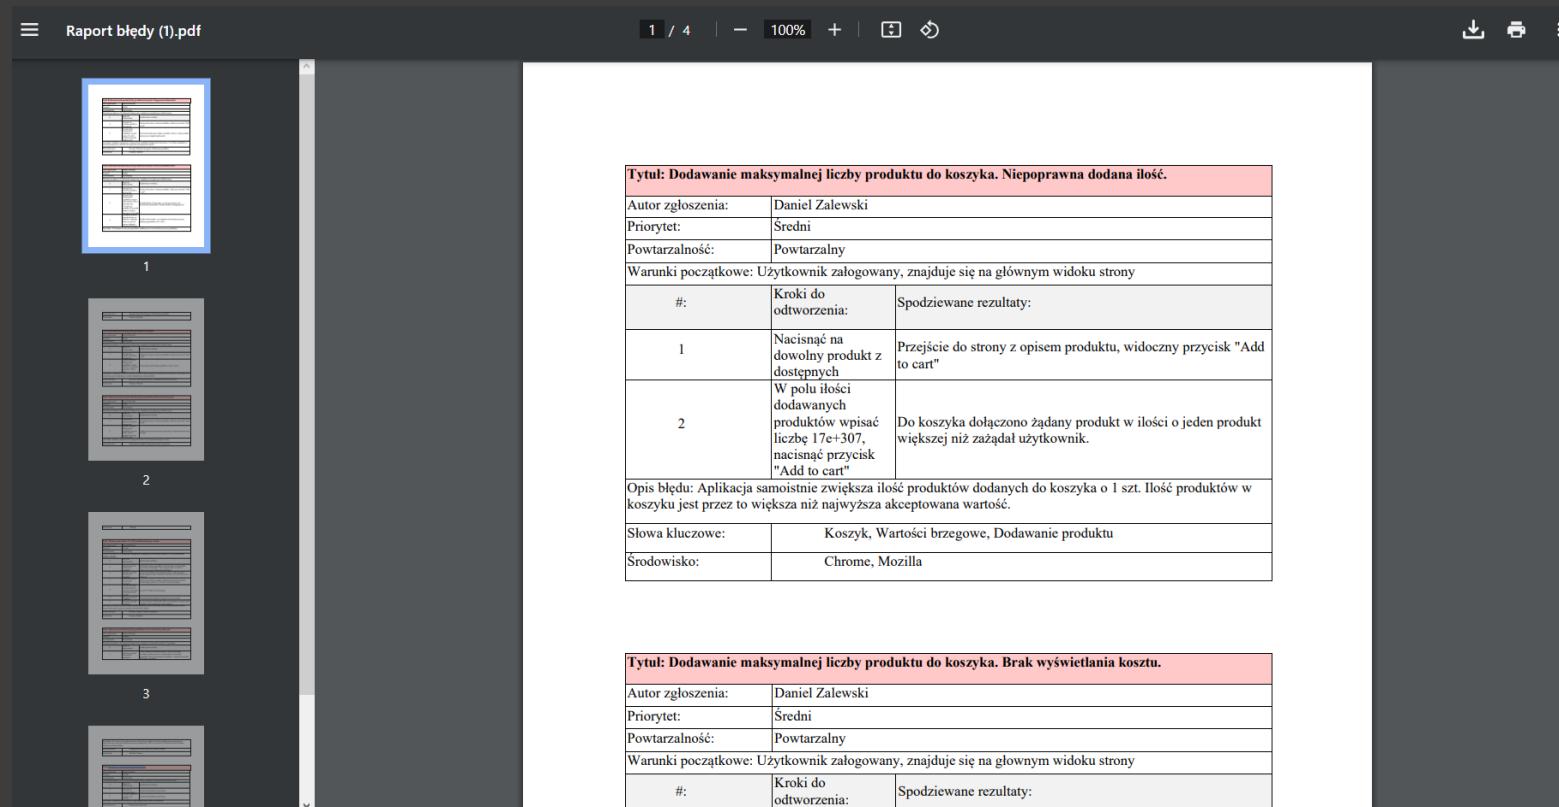 Raport błędy (1).pdf
1 / 4
100%
1
2
3
Tytuł: Dodawanie maksymalnej liczby produktu do koszyka. Niepoprawna dodana ilość.
Autor zgłoszenia: Daniel Zalewski
Priorytet: Średni
Powtarzalność: Powtarzalny
Warunki początkowe: Użytkownik załogowany, znajduje się na głównym widoku strony
#:
Kroki do
odtworzenia:
Spodziewane rezultaty:
1
Nacisnąć na
dowolny produkt z
dostępnych
Przejście do strony z opisem produktu, widoczny przycisk "Add
to cart"
2
W polu iłości
dodawanych
produktów wpisać
liczbę 17e+307,
nacisnąć przycisk
"Add to cart"
Do koszyka dołączono żądany produkt w ilości o jeden produkt
większej niż zażądał użytkownik.
Opis błędu: Aplikacja samoistnie zwiększa ilość produktów dodanych do koszyka o 1 szt. Ilość produktów w
koszyku jest przez to większa niż najwyższa akceptowana wartość.
Słowa kluczowe: Koszyk, Wartości brzegowe, Dodawanie produktu
Środowisko: Chrome, Mozilla
Tytuł: Dodawanie maksymalnej liczby produktu do koszyka. Brak wyświetlania kosztu.
Autor zgłoszenia: Daniel Zalewski
Priorytet: Średni
Powtarzalność: Powtarzalny
Warunki początkowe: Użytkownik załogowany, znajduje się na głownym widoku strony
#:
Kroki do
odtworzenia:
Spodziewane rezultaty: